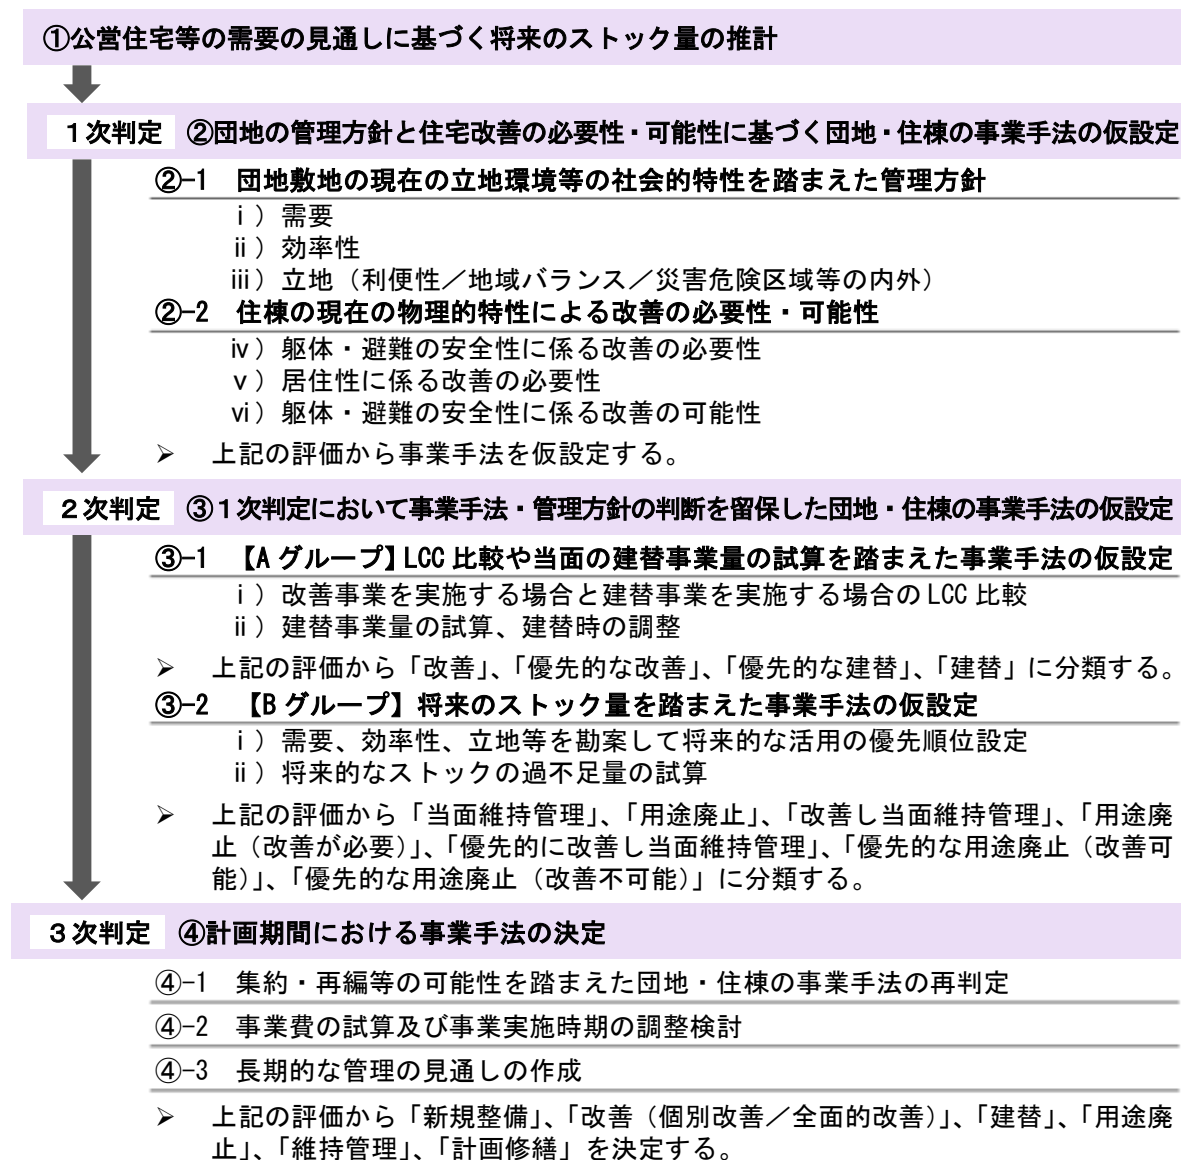 ①公営住宅等の需要の見通しに基づく将来のストック量の推計
１次判定 ②団地の管理方針と住宅改善の必要性・可能性に基づく団地・住棟の事業手法の仮設定
②-1 団地敷地の現在の立地環境等の社会的特性を踏まえた管理方針
ⅰ）需要
ⅱ）効率性
ⅲ）立地（利便性／地域バランス／災害危険区域等の内外）
②-2 住棟の現在の物理的特性による改善の必要性・可能性
ⅳ）躯体・避難の安全性に係る改善の必要性
ⅴ）居住性に係る改善の必要性
ⅵ）躯体・避難の安全性に係る改善の可能性
➢ 上記の評価から事業手法を仮設定する。
２次判定 ③１次判定において事業手法・管理方針の判断を留保した団地・住棟の事業手法の仮設定
③-1 【A グループ】LCC 比較や当面の建替事業量の試算を踏まえた事業手法の仮設定
ⅰ）改善事業を実施する場合と建替事業を実施する場合の LCC 比較
ⅱ）建替事業量の試算、建替時の調整
➢ 上記の評価から「改善」、「優先的な改善」、「優先的な建替」、「建替」に分類する。
③-2 【B グループ】将来のストック量を踏まえた事業手法の仮設定
ⅰ）需要、効率性、立地等を勘案して将来的な活用の優先順位設定
ⅱ）将来的なストックの過不足量の試算
➢ 上記の評価から「当面維持管理」、「用途廃止」、「改善し当面維持管理」、「用途廃
止（改善が必要）」、「優先的に改善し当面維持管理」、「優先的な用途廃止（改善可
能）」、「優先的な用途廃止（改善不可能）」に分類する。
３次判定 ④計画期間における事業手法の決定
④-1 集約・再編等の可能性を踏まえた団地・住棟の事業手法の再判定
④-2 事業費の試算及び事業実施時期の調整検討
④-3 長期的な管理の見通しの作成
➢ 上記の評価から「新規整備」、「改善（個別改善／全面的改善）」、「建替」、「用途廃
止」、「維持管理」、「計画修繕」を決定する。